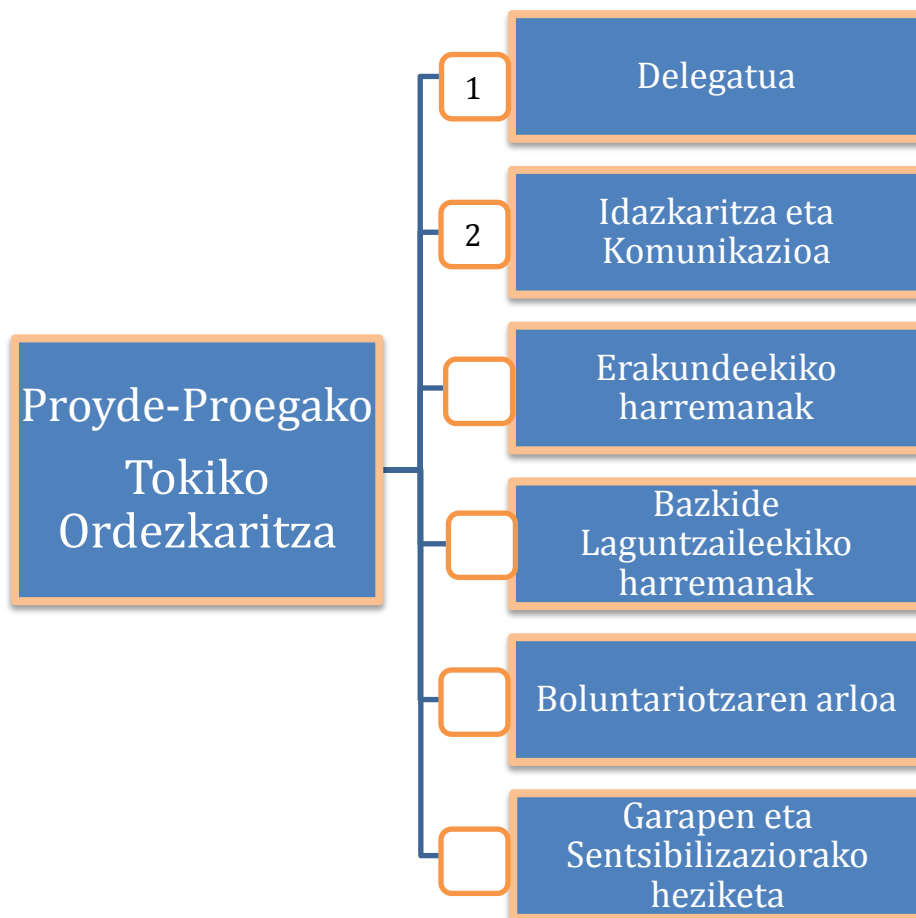 Proyde-Proegako
Tokiko
Ordezkaritza
1
Delegatua
2
Idazkaritza eta
Komunikazioa
Erakundeekiko
harremanak
Bazkide
Laguntzaileekiko
harremanak
Boluntariotzaren arloa
Garapen eta
Sentsibilizaziorako
heziketa